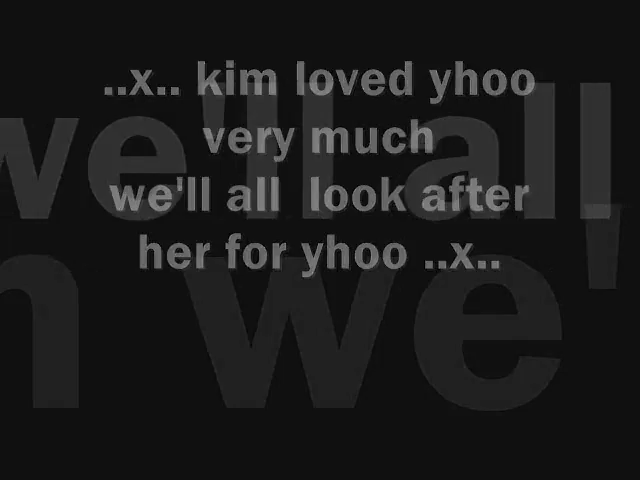 ..x.. kim loved yhoo
very much
we'll all  look after
her for yhoo ..x..
we'll all
we'